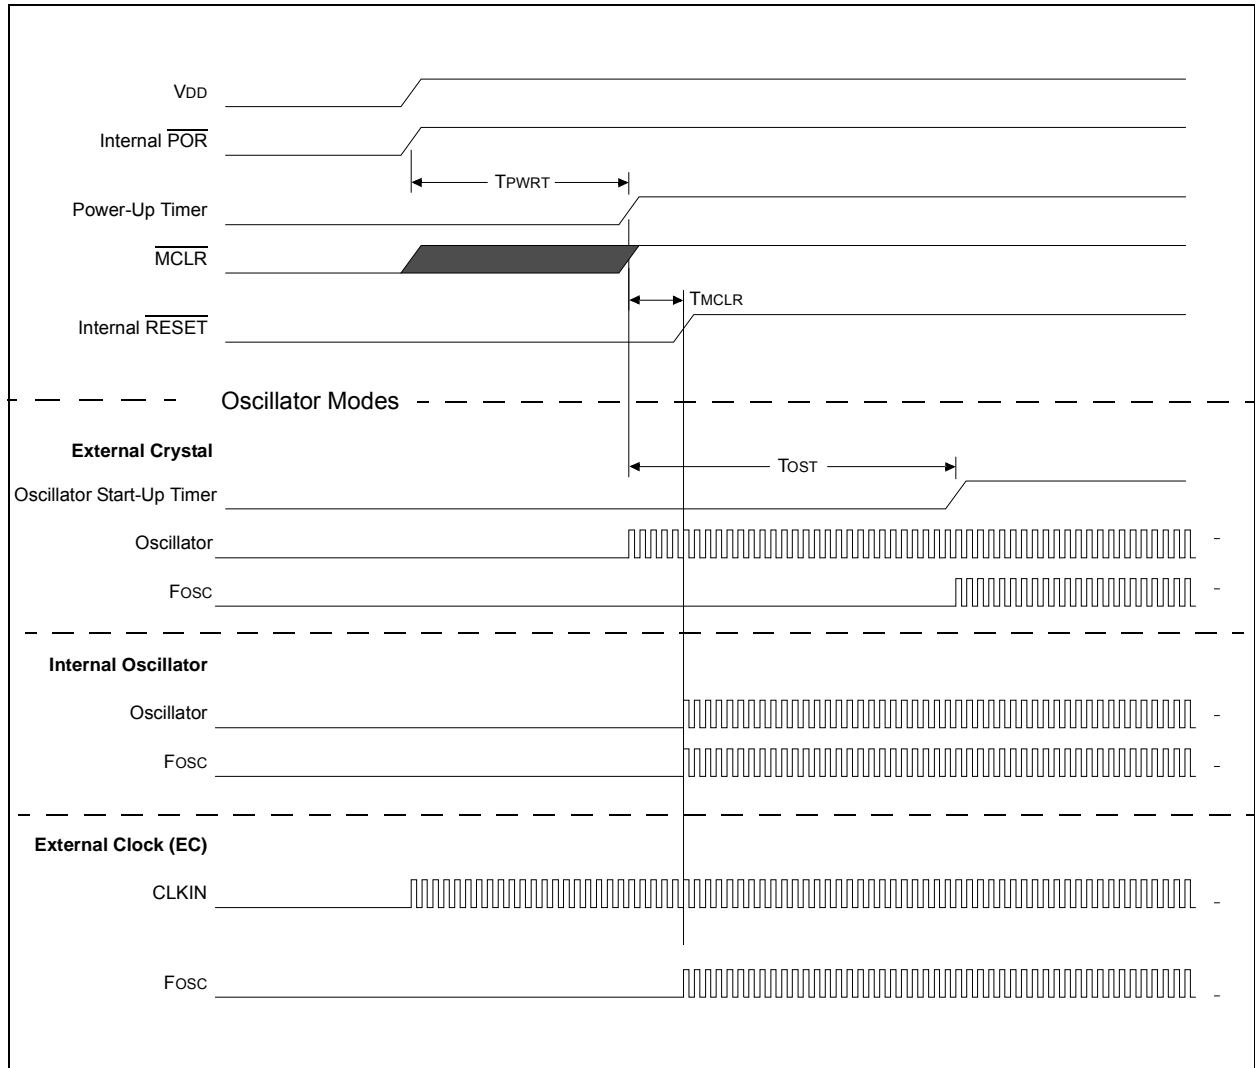 VDD
Internal POR
TPWRT
Power-Up Timer
MCLR
TMCLR
Internal RESET
Oscillator Modes
External Crystal
TOST
Oscillator Start-Up Timer
Oscillator
FOSC
Internal Oscillator
Oscillator
FOSC
External Clock (EC)
CLKIN
FOSC